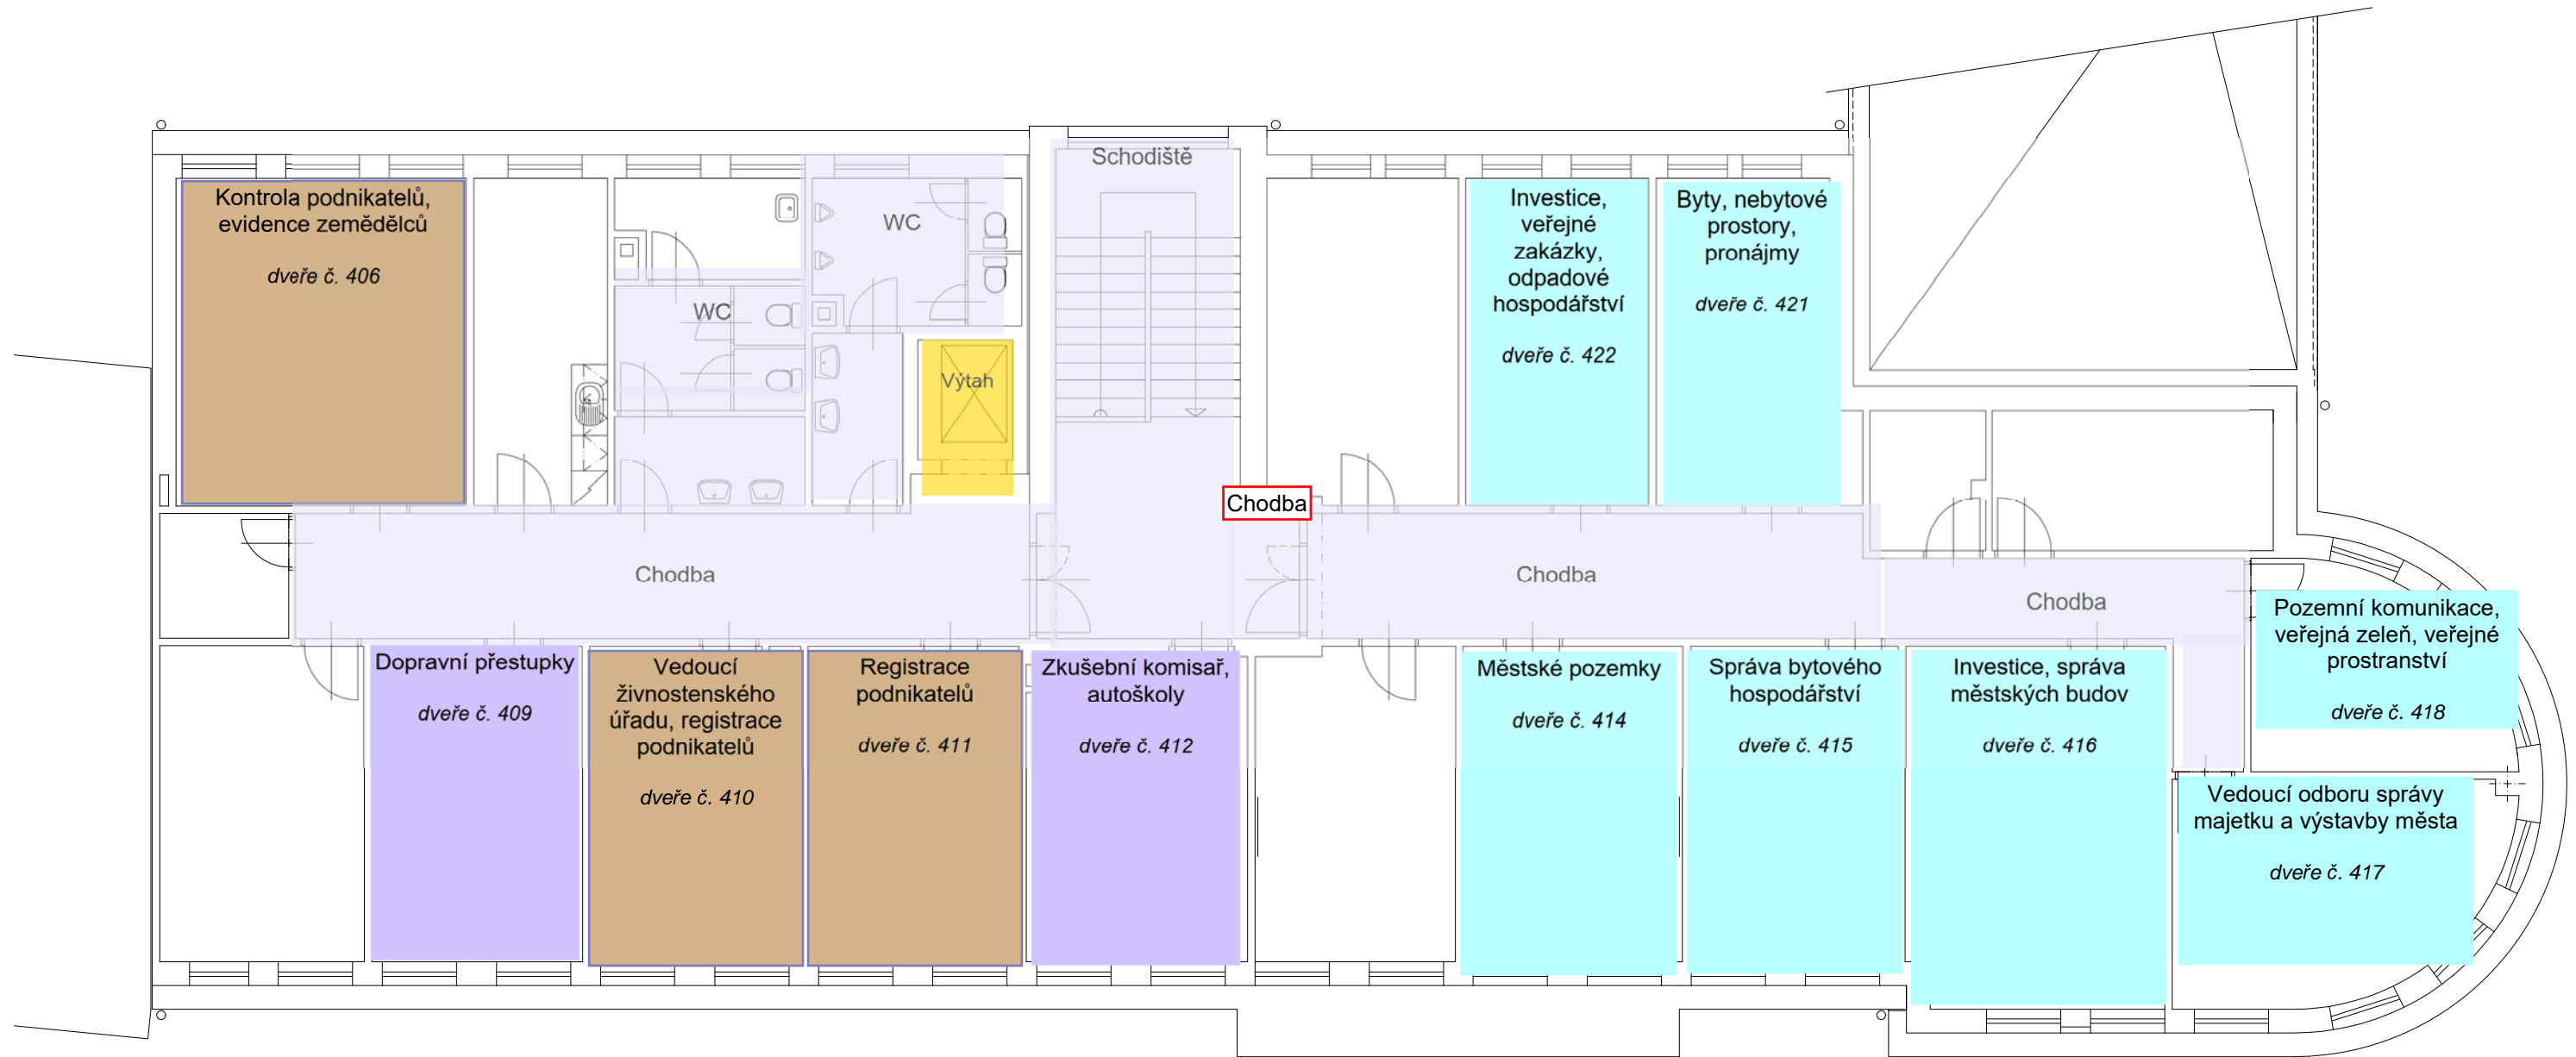 Schodiště
Kontrola podnikatelů,
evidence zemědělců
dveře č. 406
WC
WC
Výtah
Investice,
veřejné
zakázky,
odpadové
hospodářství
dveře č. 422
Byty, nebytové
prostory,
pronájmy
dveře č. 421
Chodba
Chodba
Chodba
Chodba
Pozemní komunikace,
veřejná zeleň, veřejné
prostranství
dveře č. 418
Dopravní přestupky
dveře č. 409
Vedoucí
živnostenského
úřadu, registrace
podnikatelů
dveře č. 410
Registrace
podnikatelů
dveře č. 411
Zkušební komisař,
autoškoly
dveře č. 412
Městské pozemky
dveře č. 414
Správa bytového
hospodářství
dveře č. 415
Investice, správa
městských budov
dveře č. 416
Vedoucí odboru správy
majetku a výstavby města
dveře č. 417